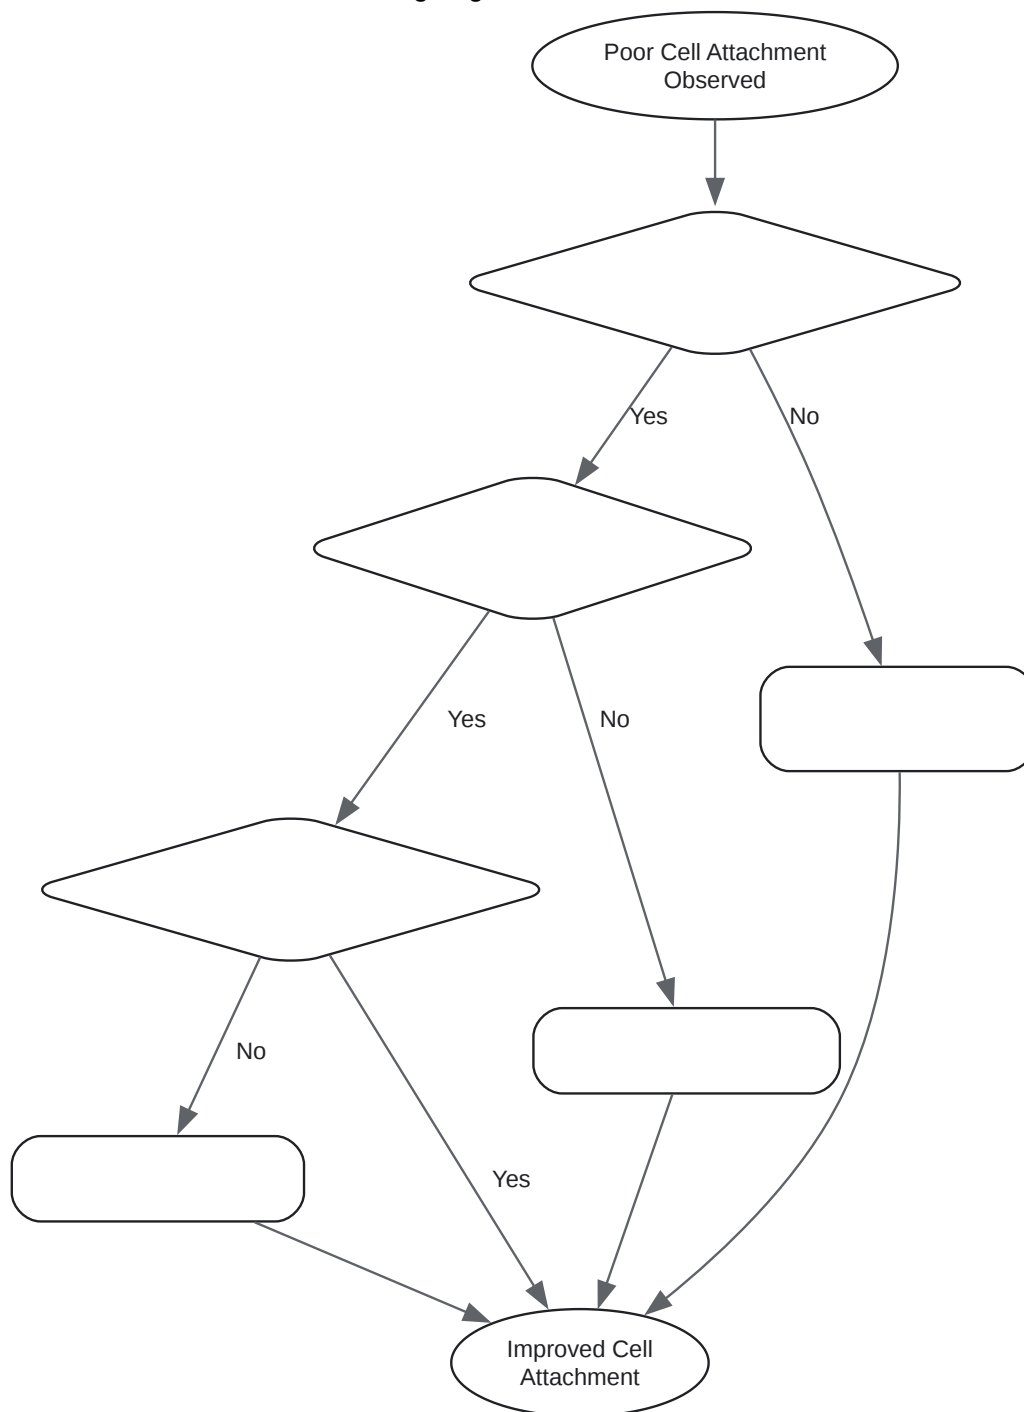 Poor Cell Attachment
Observed
Yes
No
Yes
No
No
Yes
Improved Cell
Attachment